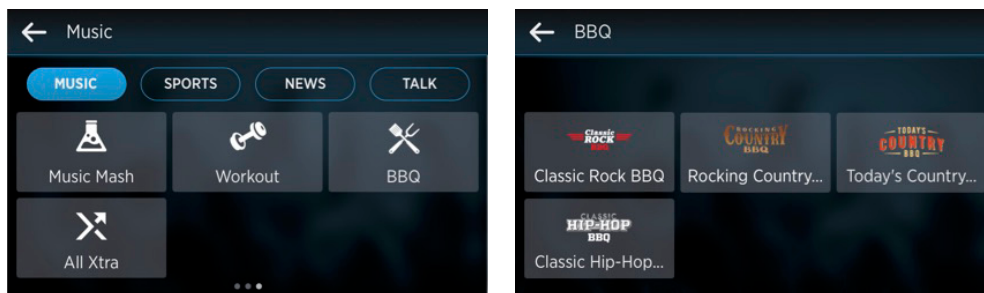 Music
MUSIC SPORTS NEWS TALK
Music Mash Workout BBQ
All Xtra
BBQ
Classic
ROCK
BBQ
Classic Rock BBQ
ROCKING
COUNTRY
BBQ
Rocking Country...
TODAY'S
COUNTRY
BBQ
Today's Country...
CLASSIC
HIP-HOP
BBQ
Classic Hip-Hop...